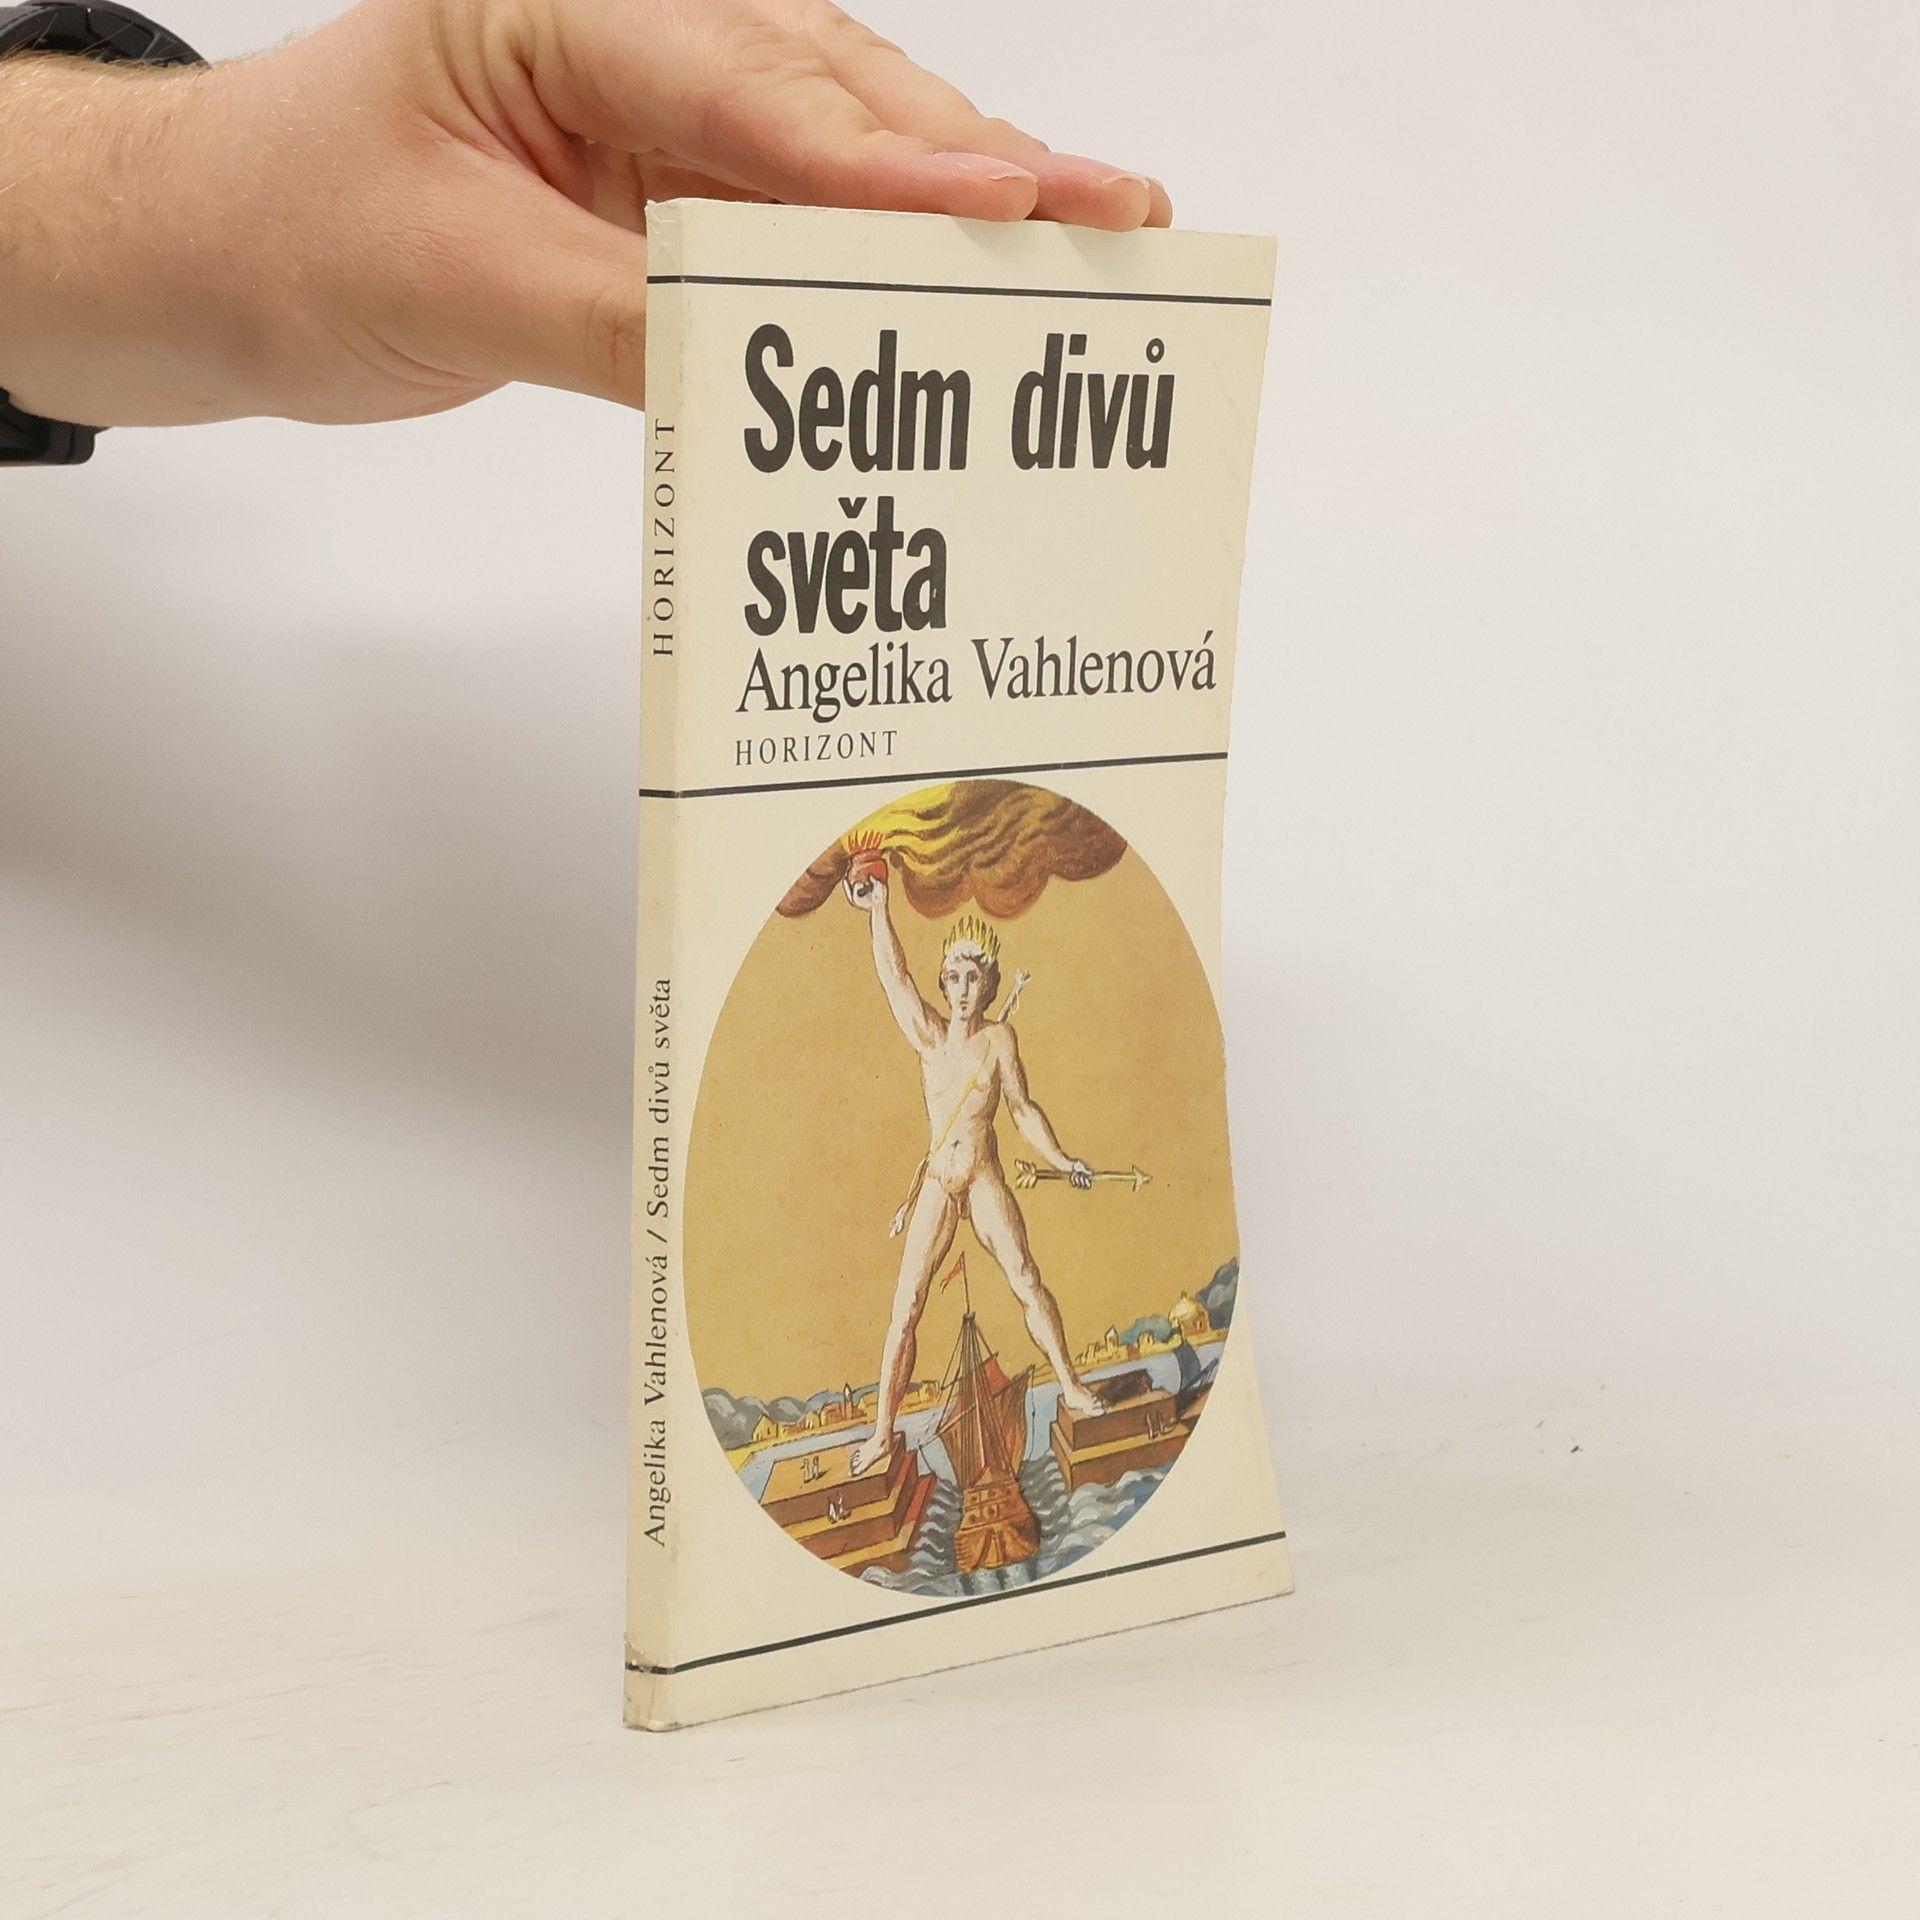 Sedm divů
světa
Angelika Vahlenová
HORIZONT
HORIZONT
Angelika Vahlenová / Sedm divů světa